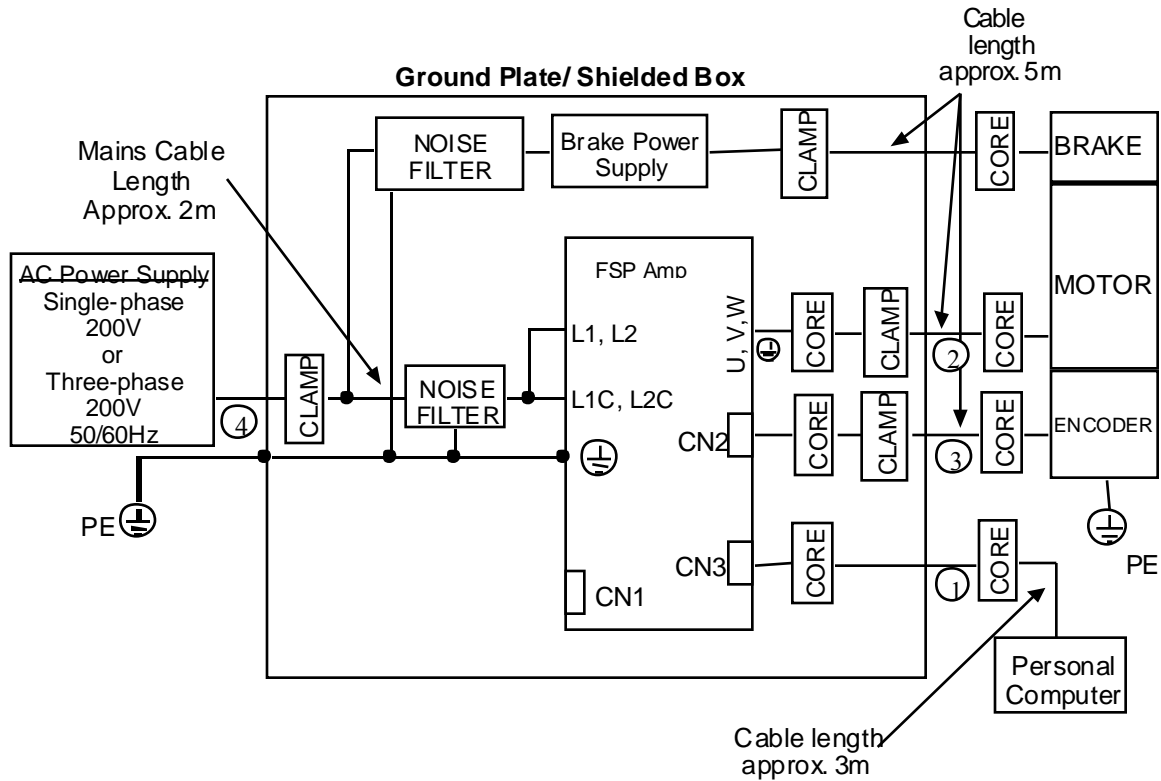 Cable
length
approx. 5m
Ground Plate/ Shielded Box
Mains Cable
Length
Approx. 2m
NOISE
FILTER
Brake Power
Supply
CLAMP
CORE
BRAKE
AC Power Supply
Single-phase
200V
or
Three-phase
200V
50/60Hz
4
CLAMP
NOISE
FILTER
FSP Amp
L1, L2
L1C, L2C
U, V,W
CORE
CLAMP
2
CORE
MOTOR
CN2
CORE
CLAMP
3
CORE
ENCODER
PE
PE
CN3
CORE
1
CORE
CN1
Personal
Computer
Cable length
approx. 3m